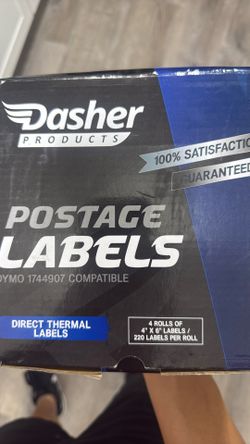 Dasher
PRODUCTS
100% SATISFACTIO
GUARANTEED
POSTAGE
LABELS
DYMO 1744907 COMPATIBLE
DIRECT THERMAL
LABELS
4 ROLLS OF
4" X 6" LABELS /
220 LABELS PER ROLL